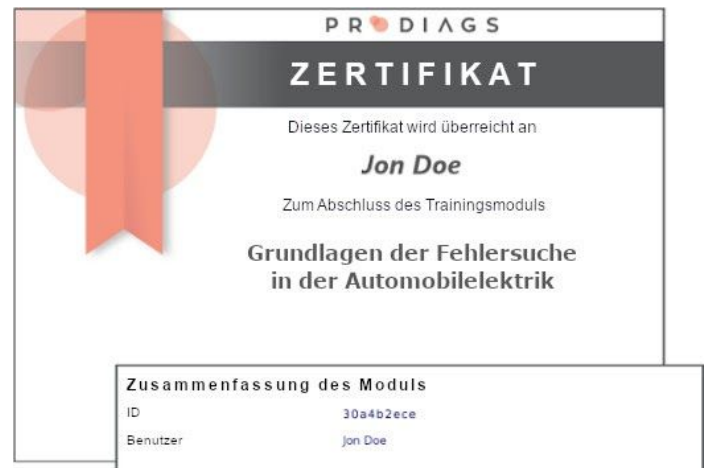 PRODIAGS
ZERTIFIKAT
Dieses Zertifikat wird überreicht an
Jon Doe
Zum Abschluss des Trainingsmoduls
Grundlagen der Fehlersuche
in der Automobilelektrik
Zusammenfassung des Moduls
ID 30a4b2ece
Benutzer Jon Doe